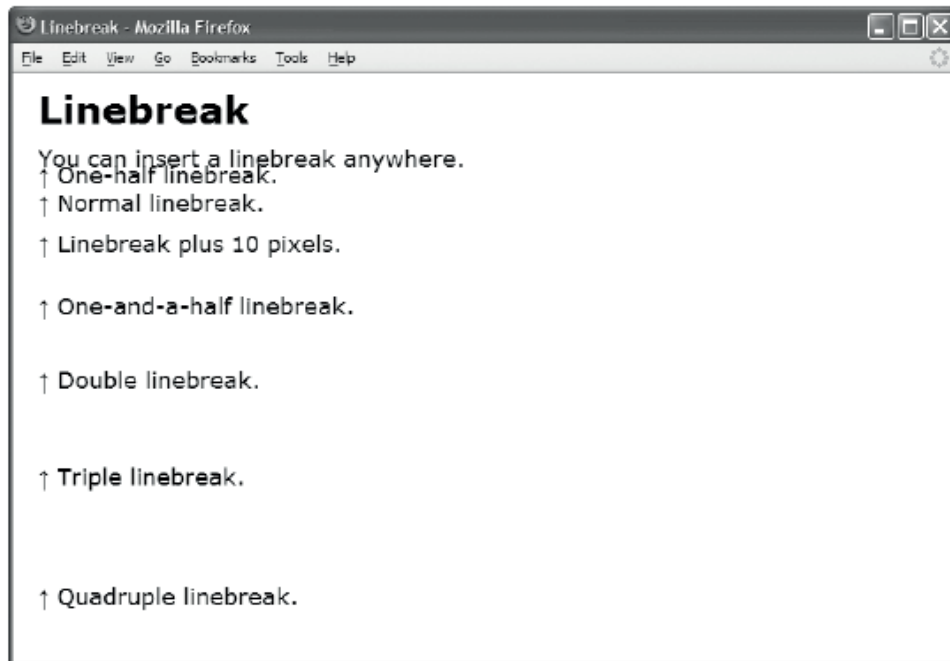 Linebreak - Mozilla Firefox
File Edit View Go Bookmarks Tools Help
Linebreak
You can insert a linebreak anywhere.
↑ One-half linebreak.
↑ Normal linebreak.
↑ Linebreak plus 10 pixels.
↑ One-and-a-half linebreak.
↑ Double linebreak.
↑ Triple linebreak.
↑ Quadruple linebreak.